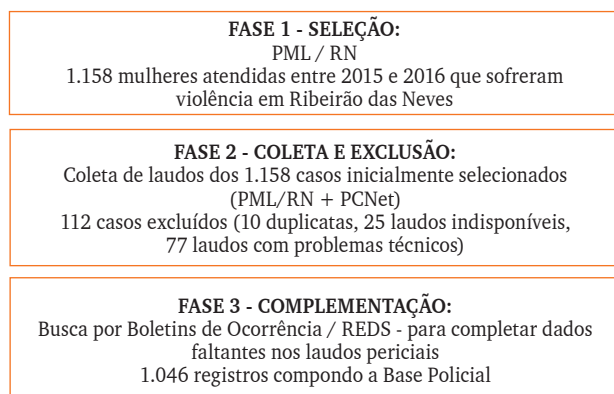 FASE 1 - SELEÇÃO:
PML / RN
1.158 mulheres atendidas entre 2015 e 2016 que sofreram
violência em Ribeirão das Neves
FASE 2 - COLETA E EXCLUSÃO:
Coleta de laudos dos 1.158 casos inicialmente selecionados
(PML/RN + PCNet)
112 casos excluídos (10 duplicatas, 25 laudos indisponíveis,
77 laudos com problemas técnicos)
FASE 3 - COMPLEMENTAÇÃO:
Busca por Boletins de Ocorrência / REDS - para completar dados
faltantes nos laudos periciais
1.046 registros compondo a Base Policial